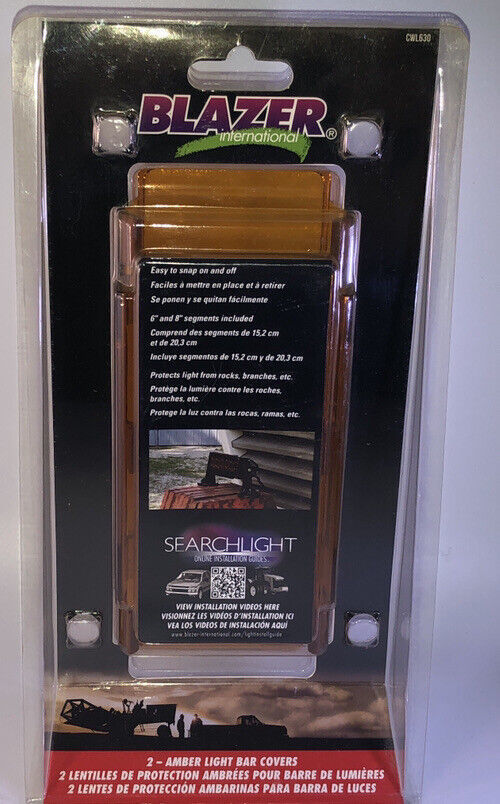 CWL630
BLAZER
international®
Easy to snap on and off
Faciles à mettre en place et à retirer
Se ponen y se quitan fácilmente
6" and 8" segments included
Comprend des segments de 15,2 cm
et de 20,3 cm
Incluye segmentos de 15,2 cm y de 20,3 cm
Protects light from rocks, branches, etc.
Protège la lumière contre les roches,
branches, etc.
Protege la luz contra las rocas, ramas, etc.
SEARCHLIGHT
ONLINE INSTALLATION GUIDES
VIEW INSTALLATION VIDEOS HERE
VISIONNEZ LES VIDÉOS D'INSTALLATION ICI
VEA LOS VIDEOS DE INSTALACIÓN AQUÍ
www.blazer-international.com/lightinstallguide
2 – AMBER LIGHT BAR COVERS
2 LENTILLES DE PROTECTION AMBRÉES POUR BARRE DE LUMIÈRES
2 LENTES DE PROTECCIÓN AMBARINAS PARA BARRA DE LUCES